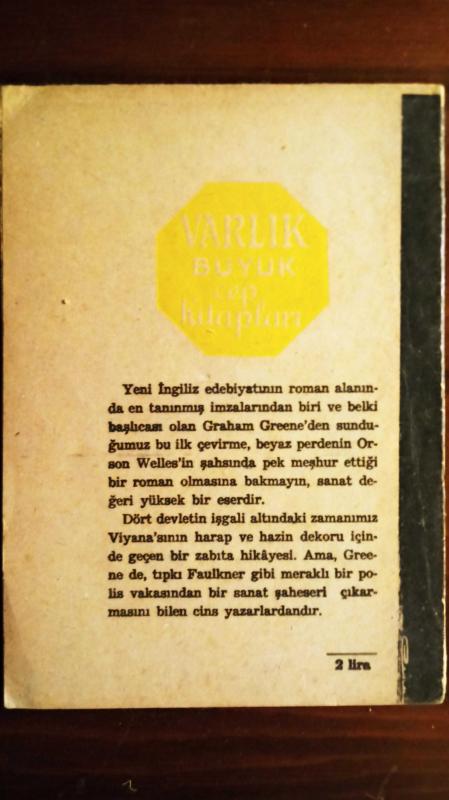 VARLIK
BÜYÜK
cep
kitapları
Yeni İngiliz edebiyatının roman alanın-
da en tanınmış imzalarından biri ve belki
başlıcası olan Graham Greene'den sundu-
ğumuz bu ilk çevirme, beyaz perdenin Or-
son Welles'in şahsında pek meşhur ettiği
bir roman olmasına bakmayın, sanat de-
ğeri yüksek bir eserdir.
Dört devletin işgali altındaki zamanımız
Viyana'sının harap ve hazin dekoru için-
de geçen bir zabıta hikâyesi. Ama, Gree-
ne de, tıpkı Faulkner gibi meraklı bir po-
lis vakasından bir sanat şaheseri çıkar-
masını bilen cins yazarlardandır.
2 lira